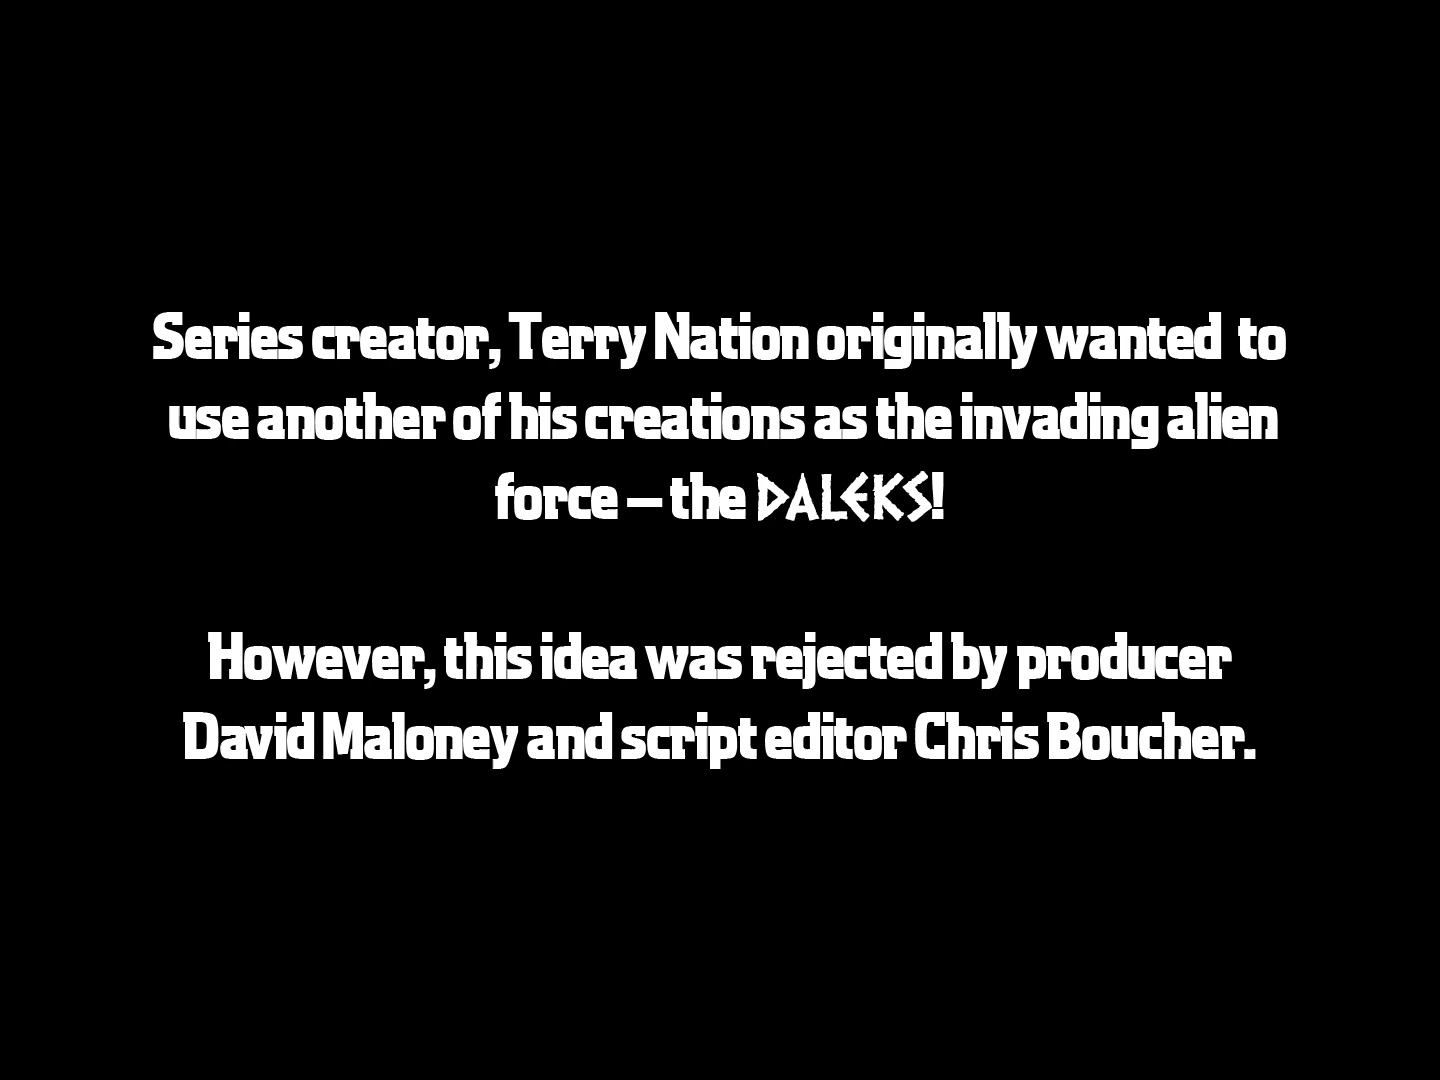 Series creator, Terry Nation originally wanted to
use another of his creations as the invading alien
force – the DALEKS!
However, this idea was rejected by producer
David Maloney and script editor Chris Boucher.